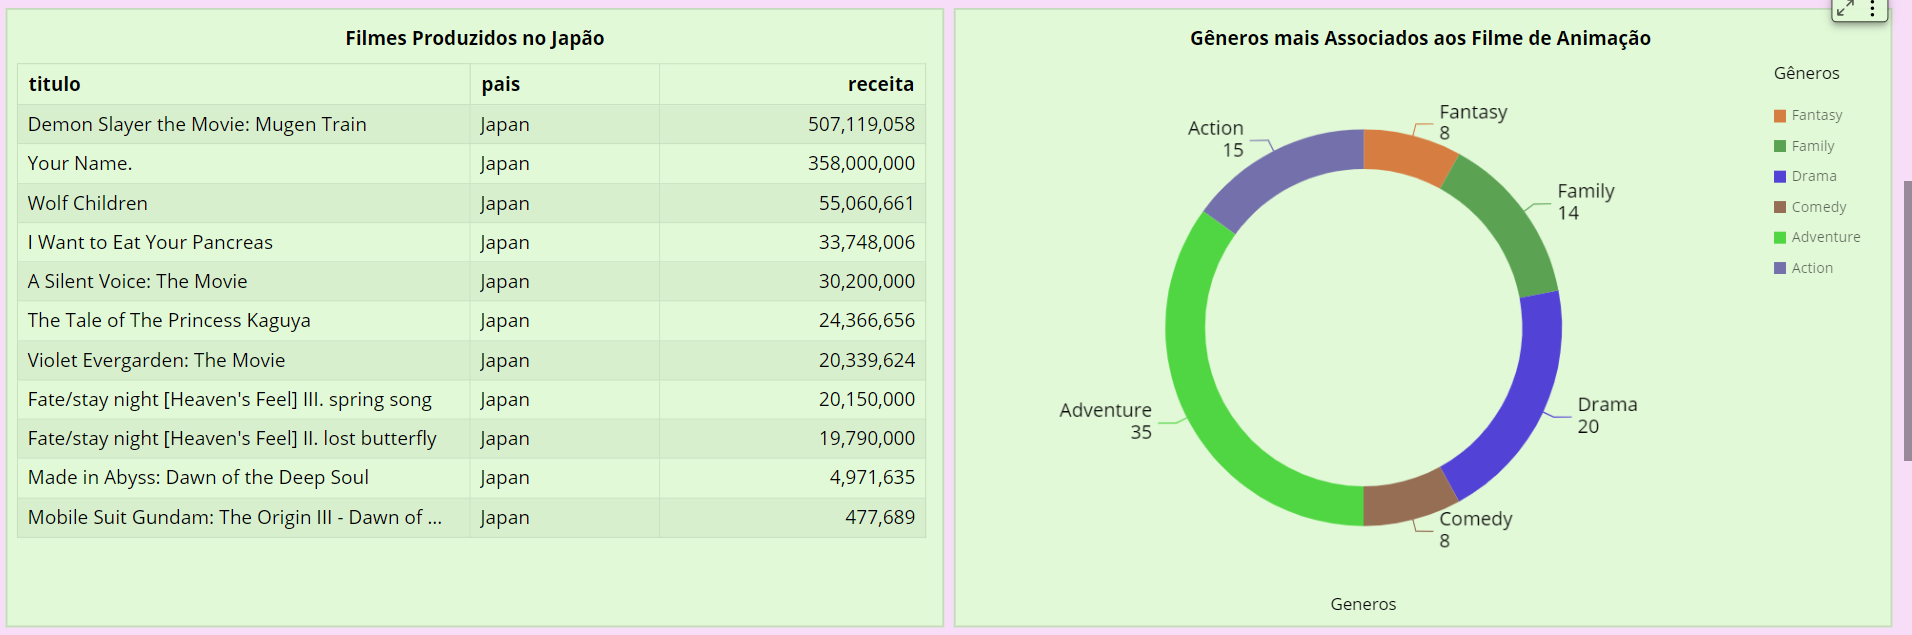 Filmes Produzidos no Japão
titulo pais receita
Demon Slayer the Movie: Mugen Train Japan 507,119,058
Your Name. Japan 358,000,000
Wolf Children Japan 55,060,661
I Want to Eat Your Pancreas Japan 33,748,006
A Silent Voice: The Movie Japan 30,200,000
The Tale of The Princess Kaguya Japan 24,366,656
Violet Evergarden: The Movie Japan 20,339,624
Fate/stay night [Heaven's Feel] III. spring song Japan 20,150,000
Fate/stay night [Heaven's Feel] II. lost butterfly Japan 19,790,000
Made in Abyss: Dawn of the Deep Soul Japan 4,971,635
Mobile Suit Gundam: The Origin III - Dawn of ... Japan 477,689
Gêneros mais Associados aos Filme de Animação
Fantasy
8
Family
14
Drama
20
Comedy
8
Adventure
35
Action
15
Geneross
Gêneros
Fantasy
Family
Drama
Comedy
Adventure
Action